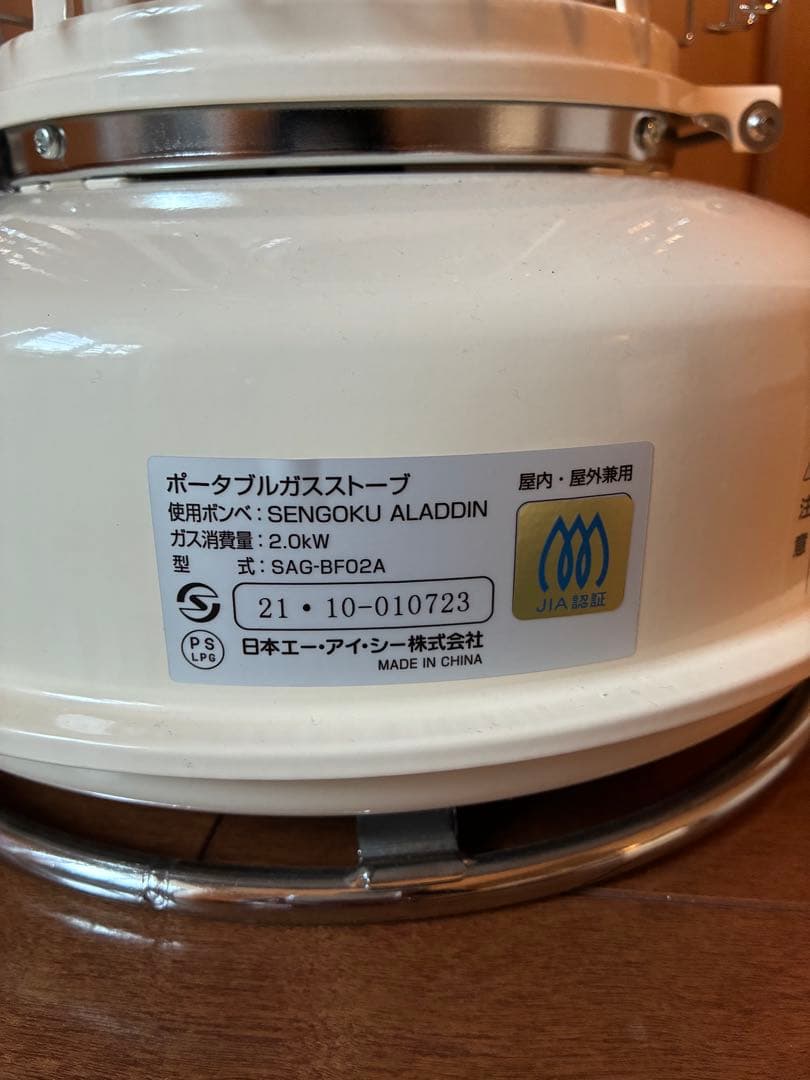 ポータブルガスストーブ
屋内・屋外兼用
使用ボンベ：SENGOKU ALADDIN
ガス消費量：2.0kW
型　　式：SAG-BF02A
JIA認証
21・10-010723
PS
LPG
日本エー・アイ・シー株式会社
MADE IN CHINA
注
意